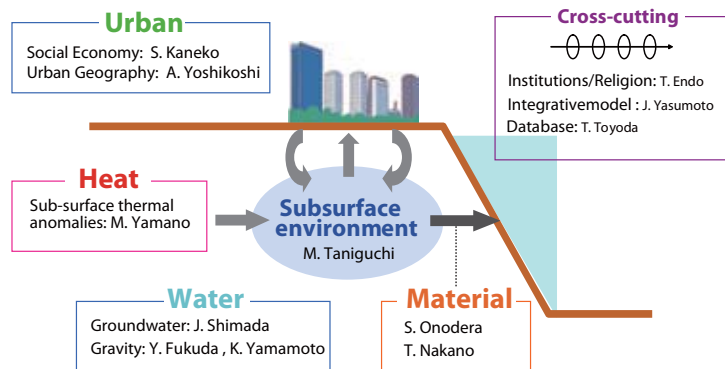 Urban
Social Economy: S. Kaneko
Urban Geography: A. Yoshikoshi
Cross-cutting
Institutions/Religion: T. Endo
Integrativemodel : J. Yasumoto
Database: T. Toyoda
Heat
Sub-surface thermal
anomalies: M. Yamano
Subsurface
environment
M. Taniguchi
Water
Groundwater: J. Shimada
Gravity: Y. Fukuda , K. Yamamoto
Material
S. Onodera
T. Nakano